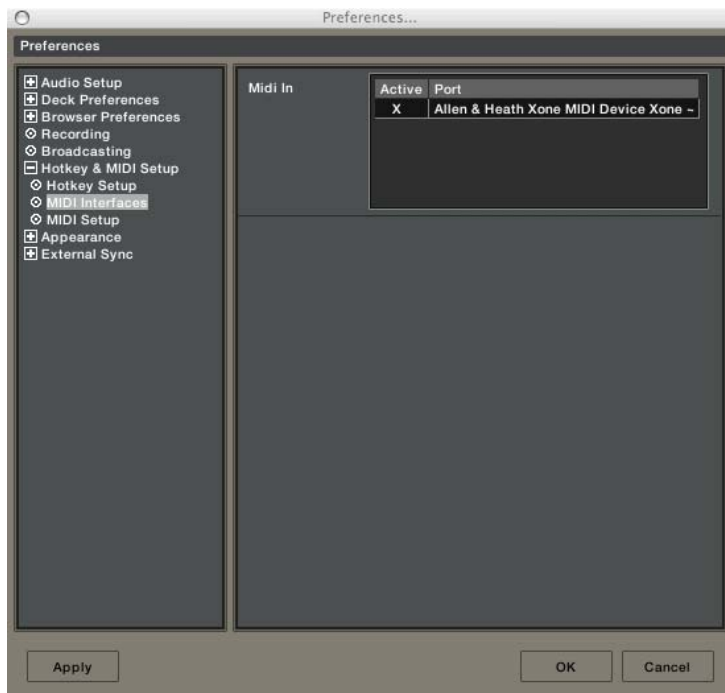 Preferences...
Preferences
Audio Setup
Deck Preferences
Browser Preferences
Recording
Broadcasting
Hotkey & MIDI Setup
Hotkey Setup
MIDI Interfaces
MIDI Setup
Appearance
External Sync
Midi In
Active Port
X Allen & Heath Xone MIDI Device Xone ~
Apply
OK Cancel